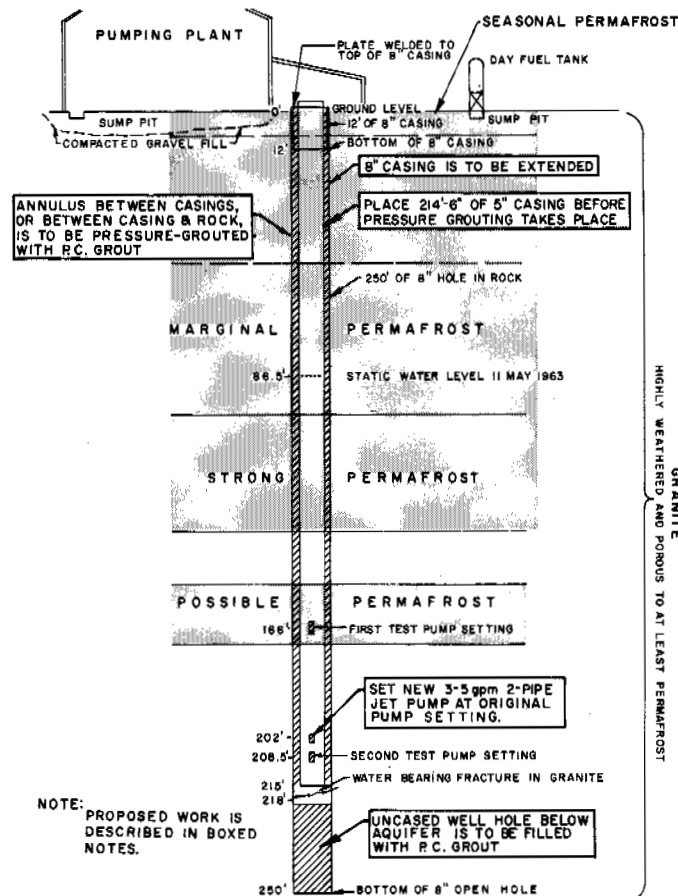 PUMPING PLANT
PLATE WELDED TO
TOP OF 8" CASING
SEASONAL PERMAFROST
DAY FUEL TANK
0'
GROUND LEVEL
SUMP PIT
12' OF 8" CASING
SUMP PIT
COMPACTED GRAVEL FILL
12'
BOTTOM OF 8" CASING
8" CASING IS TO BE EXTENDED
ANNULUS BETWEEN CASINGS,
OR BETWEEN CASING & ROCK,
IS TO BE PRESSURE-GROUTED
WITH P.C. GROUT
PLACE 214'-6" OF 5" CASING BEFORE
PRESSURE GROUTING TAKES PLACE
250' OF 8" HOLE IN ROCK
MARGINAL PERMAFROST
86.5'
STATIC WATER LEVEL 11 MAY 1963
STRONG PERMAFROST
POSSIBLE PERMAFROST
166'
FIRST TEST PUMP SETTING
SET NEW 3-5 gpm 2-PIPE
JET PUMP AT ORIGINAL
PUMP SETTING.
202'
208.5'
SECOND TEST PUMP SETTING
215'
WATER BEARING FRACTURE IN GRANITE
218'
NOTE:
PROPOSED WORK IS
DESCRIBED IN BOXED
NOTES.
UNCASED WELL HOLE BELOW
AQUIFER IS TO BE FILLED
WITH P.C. GROUT
250'
BOTTOM OF 8" OPEN HOLE
GRANITE
HIGHLY WEATHERED AND POROUS TO AT LEAST PERMAFROST